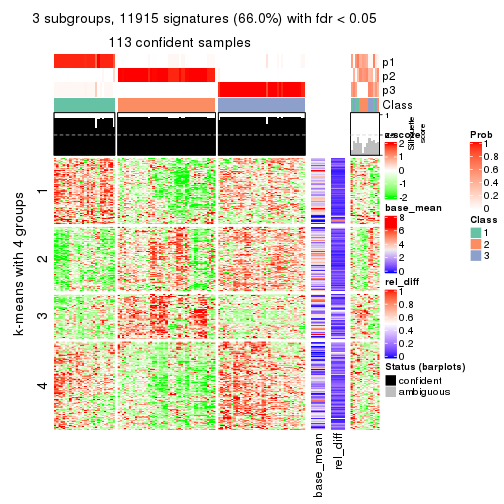 3 subgroups, 11915 signatures (66.0%) with fdr < 0.05
113 confident samples
p1
p2
p3
Class
1
Silhouette
score
z-score
2
1
0
-1
-2
base_mean
8
6
4
2
0
rel_diff
1
0.8
0.6
0.4
0.2
0
Status (barplots)
confident
ambiguous
Prob
1
0.8
0.6
0.4
0.2
0
Class
1
2
3
k-means with 4 groups
1
2
3
4
base_mean
rel_diff